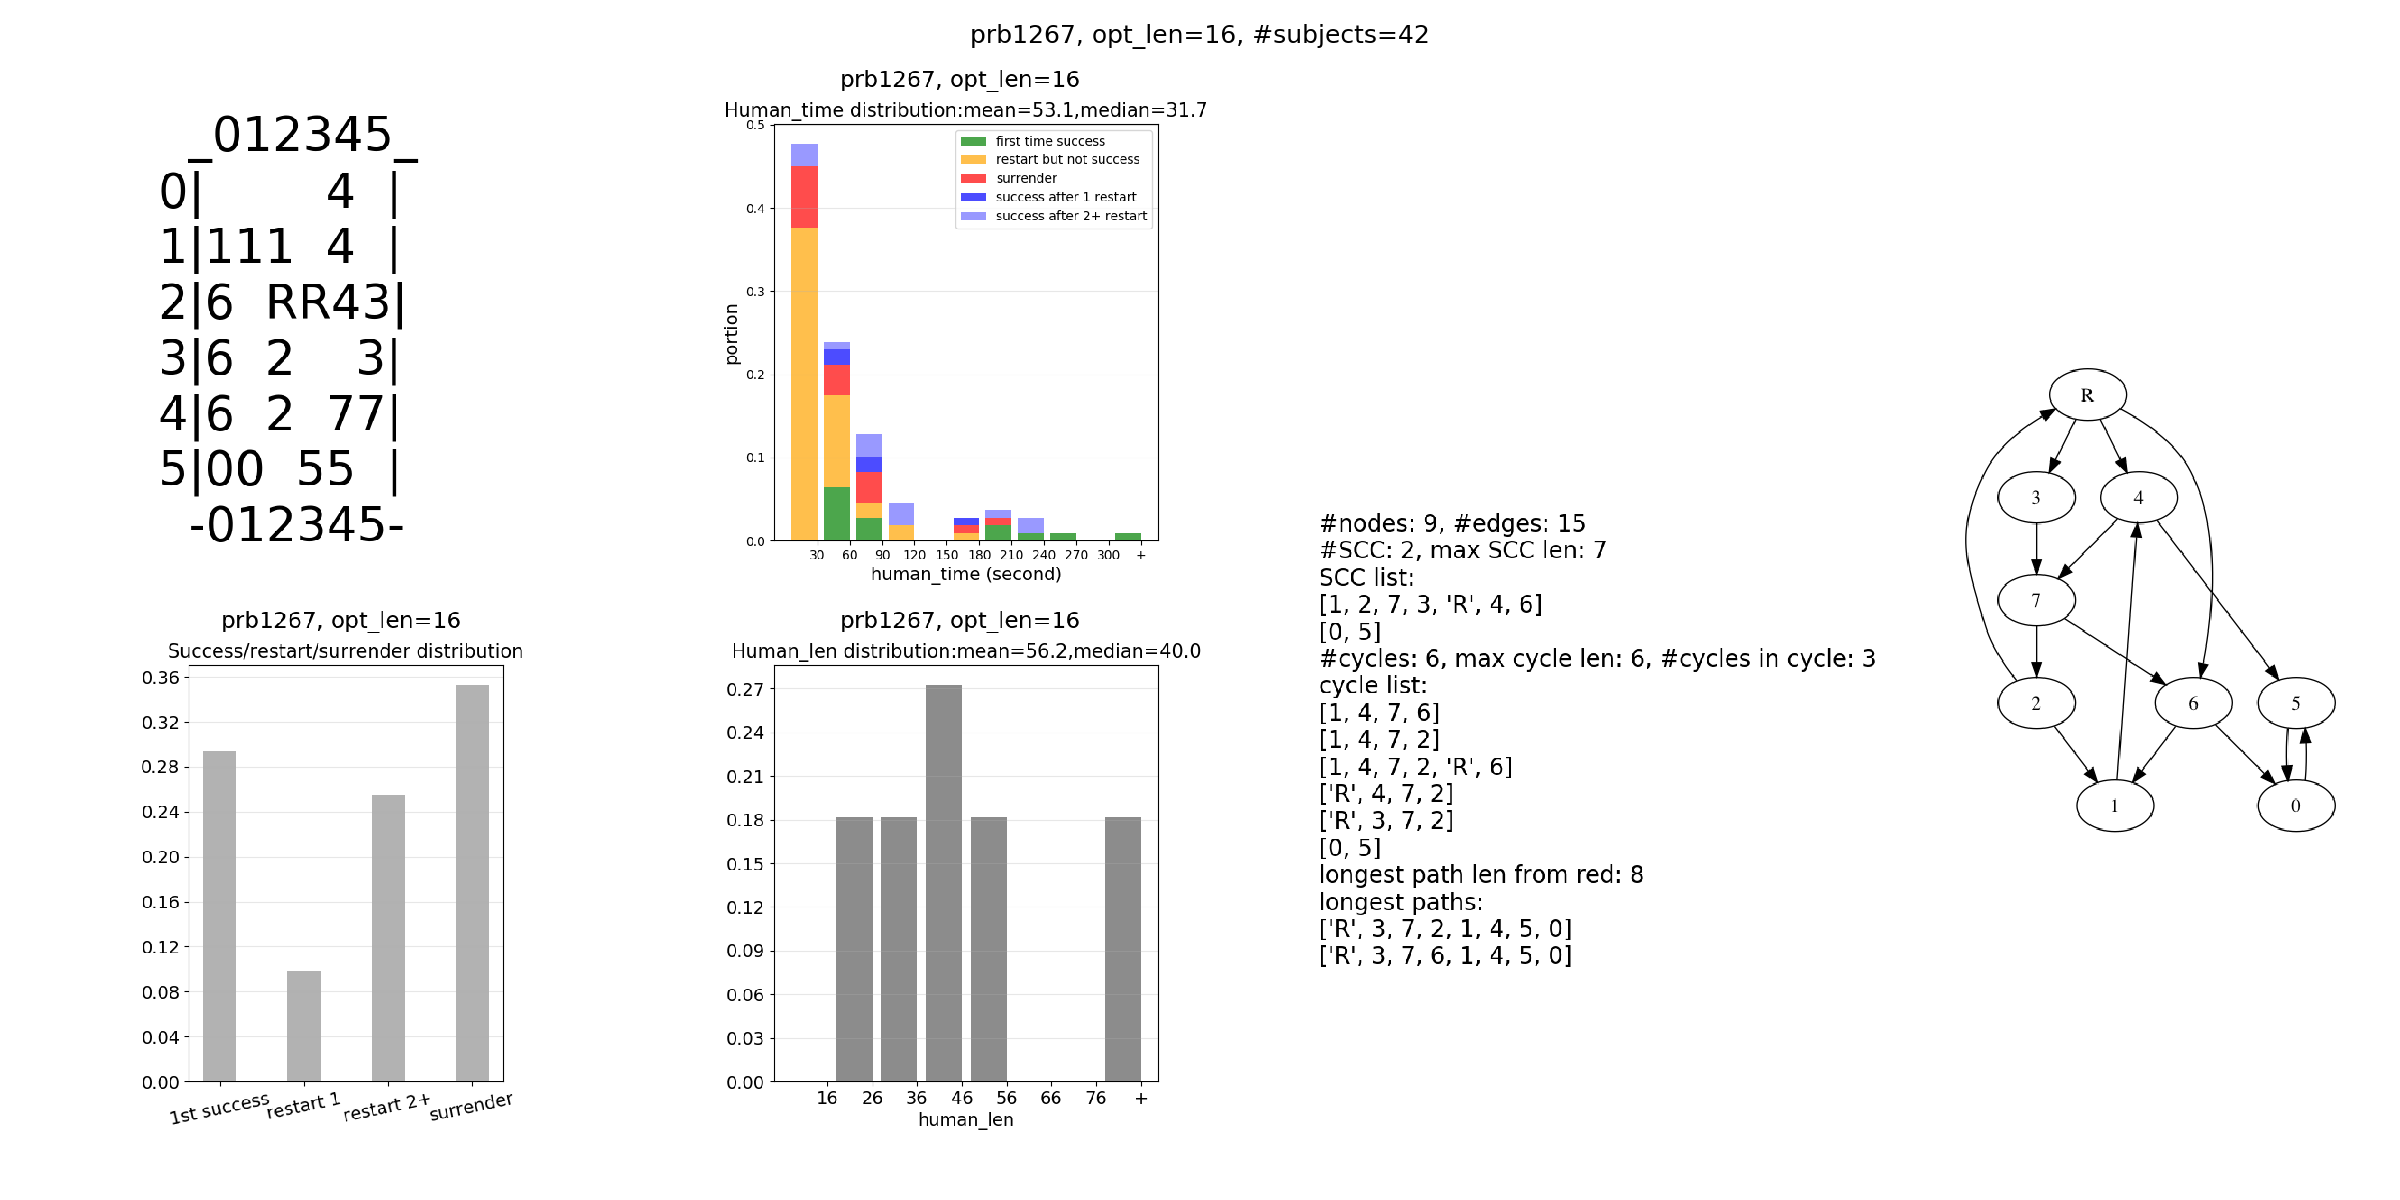 prb1267, opt_len=16, #subjects=42
_012345_
0|    4 |
1|111 4 |
2|6 RR43|
3|6 2  3|
4|6 2 77|
5|00 55 |
-012345-
prb1267, opt_len=16
Human_time distribution:mean=53.1,median=31.7
first time success
restart but not success
surrender
success after 1 restart
success after 2+ restart
0.5
0.4
0.3
0.2
0.1
0.0
portion
30 60 90 120 150 180 210 240 270 300 +
human_time (second)
prb1267, opt_len=16
Success/restart/surrender distribution
0.36
0.32
0.28
0.24
0.20
0.16
0.12
0.08
0.04
0.00
1st success restart 1 restart 2+ surrender
prb1267, opt_len=16
Human_len distribution:mean=56.2,median=40.0
0.27
0.24
0.21
0.18
0.15
0.12
0.09
0.06
0.03
0.00
16 26 36 46 56 66 76 +
human_len
#nodes: 9, #edges: 15
#SCC: 2, max SCC len: 7
SCC list:
[1, 2, 7, 3, 'R', 4, 6]
[0, 5]
#cycles: 6, max cycle len: 6, #cycles in cycle: 3
cycle list:
[1, 4, 7, 6]
[1, 4, 7, 2]
[1, 4, 7, 2, 'R', 6]
['R', 4, 7, 2]
['R', 3, 7, 2]
[0, 5]
longest path len from red: 8
longest paths:
['R', 3, 7, 2, 1, 4, 5, 0]
['R', 3, 7, 6, 1, 4, 5, 0]
R
3 4
7
2 6 5
1 0